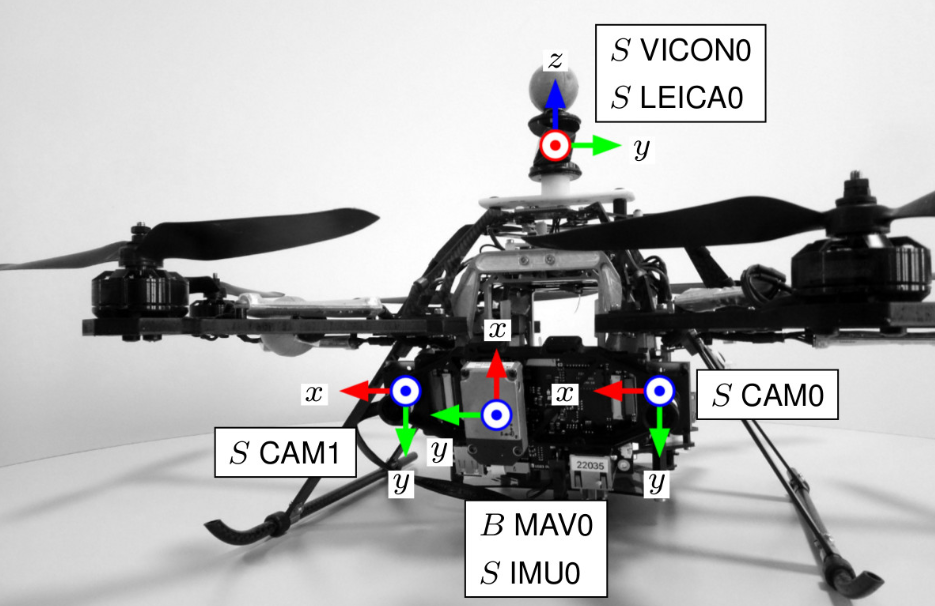 z
S VICON0
S LEICA0
y
x
x
x
S CAM0
S CAM1
y
y
y
22035
B MAV0
S IMU0